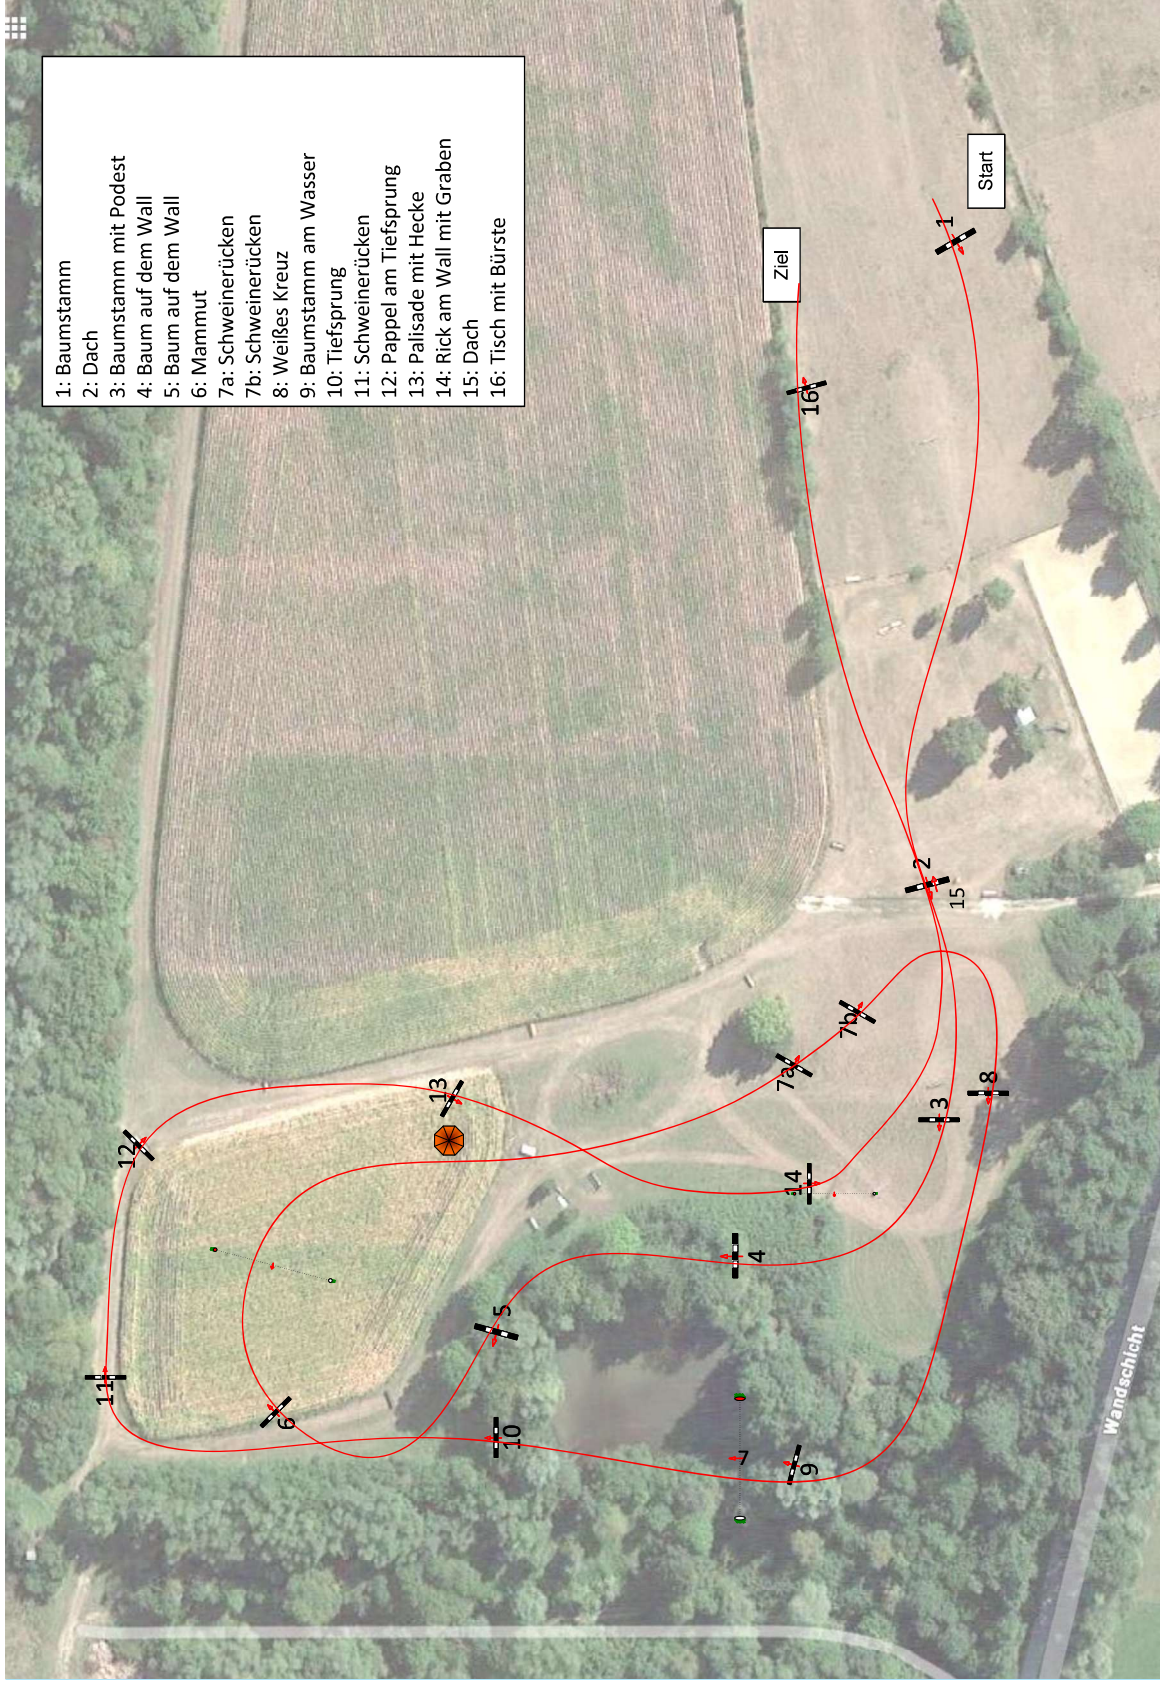 1: Baumstamm
2: Dach
3: Baumstamm mit Podest
4: Baum auf dem Wall
5: Baum auf dem Wall
6: Mammut
7a: Schweinerücken
7b: Schweinerücken
8: Weißes Kreuz
9: Baumstamm am Wasser
10: Tiefsprung
11: Schweinerücken
12: Pappel am Tiefsprung
13: Palisade mit Hecke
14: Rick am Wall mit Graben
15: Dach
16: Tisch mit Bürste
Ziel
Start
1
16
2
15
7b
7a
3
8
13
12
14
4
5
11
6
10
9
7
Wandschicht